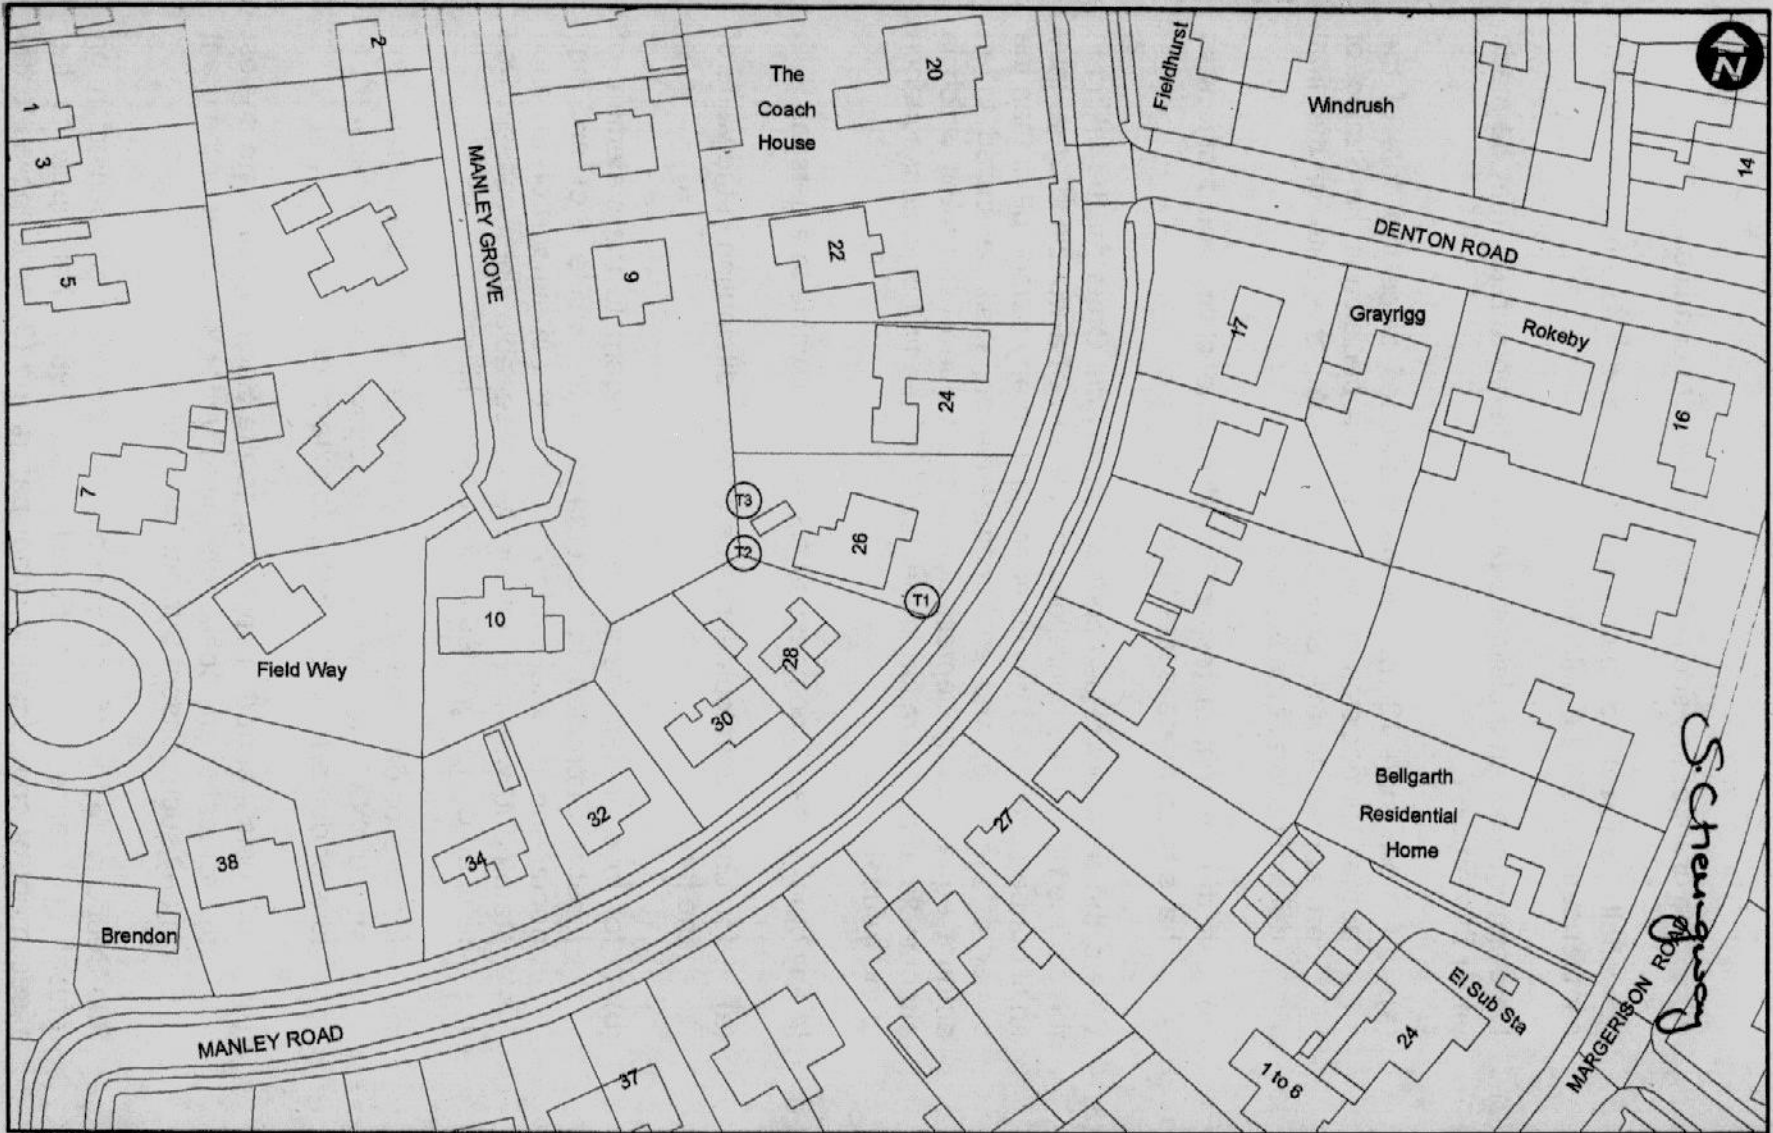 2
1
3
5
7
MANLEY GROVE
The
Coach
House
20
22
9
24
Fieldhurst
Windrush
N
14
DENTON ROAD
17
Grayrigg
Rokeby
16
T3
T2
26
T1
28
30
32
10
Field Way
34
38
Brendon
MANLEY ROAD
27
37
Bellgarth
Residential
Home
El Sub Sta
24
1 to 6
MARGERISON ROAD